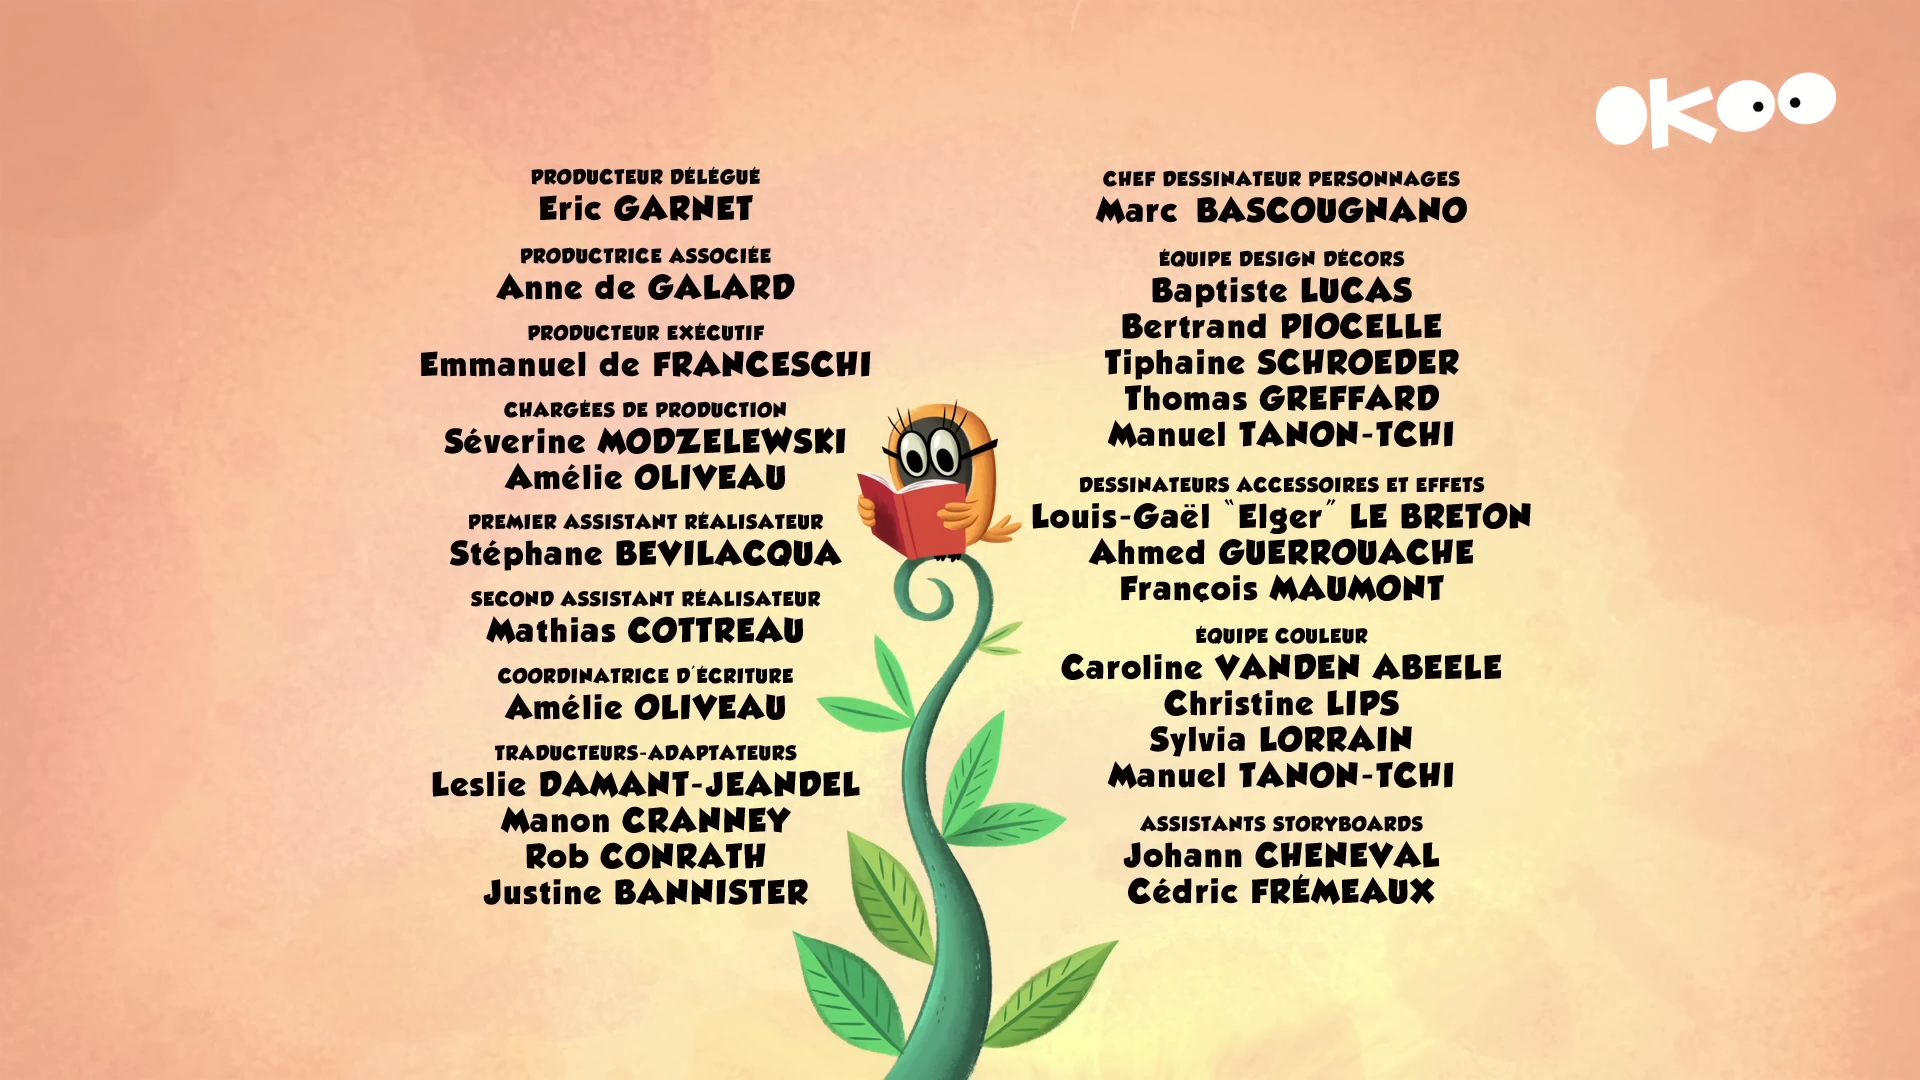 OKOO
PRODUCTEUR DÉLÉGUÉ
Eric GARNET
PRODUCTRICE ASSOCIÉE
Anne de GALARD
PRODUCTEUR EXÉCUTIF
Emmanuel de FRANCESCHI
CHARGÉES DE PRODUCTION
Séverine MODZELEWSKI
Amélie OLIVEAU
PREMIER ASSISTANT RÉALISATEUR
Stéphane BEVILACQUA
SECOND ASSISTANT RÉALISATEUR
Mathias COTTREAU
COORDINATRICE D'ÉCRITURE
Amélie OLIVEAU
TRADUCTEURS-ADAPTATEURS
Leslie DAMANT-JEANDEL
Manon CRANNEY
Rob CONRATH
Justine BANNISTER
CHEF DESSINATEUR PERSONNAGES
Marc BASCOUGNANO
ÉQUIPE DESIGN DÉCORS
Baptiste LUCAS
Bertrand PIOCELLE
Tiphaine SCHROEDER
Thomas GREFFARD
Manuel TANON-TCHI
DESSINATEURS ACCESSOIRES ET EFFETS
Louis-Gaël "Elger" LE BRETON
Ahmed GUERROUACHE
François MAUMONT
ÉQUIPE COULEUR
Caroline VANDEN ABEELE
Christine LIPS
Sylvia LORRAIN
Manuel TANON-TCHI
ASSISTANTS STORYBOARDS
Johann CHENEVAL
Cédric FRÉMEAUX